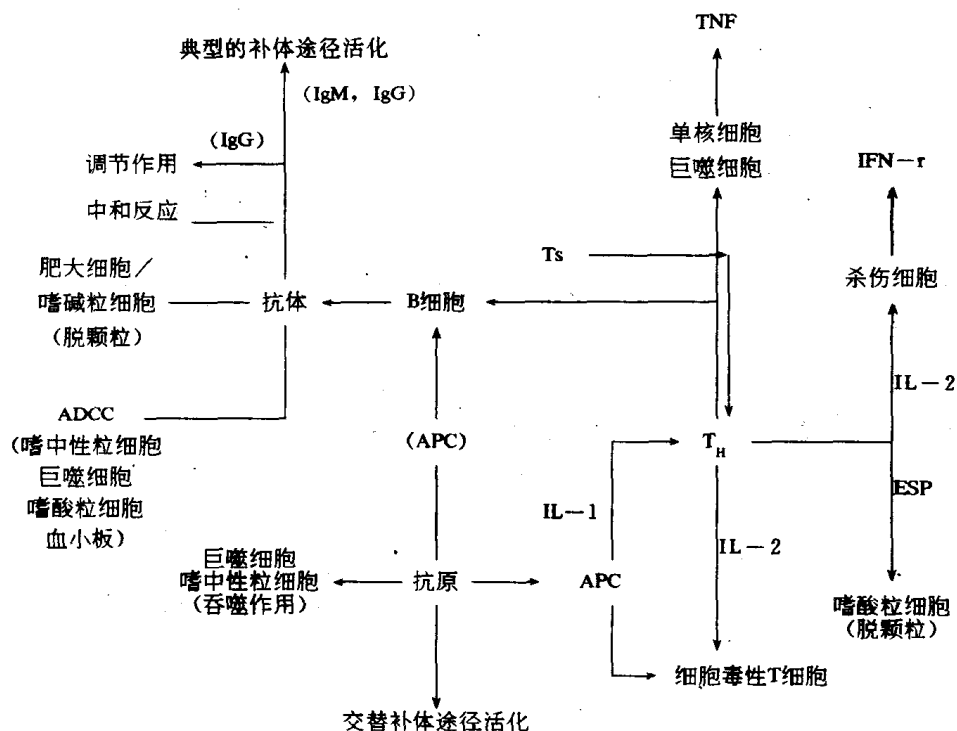 TNF
典型的补体途径活化
(IgM, IgG)
单核细胞
巨噬细胞
(IgG)
调节作用
IFN-r
中和反应
肥大细胞/
嗜碱粒细胞
(脱颗粒)
抗体
B细胞
Ts
杀伤细胞
IL-2
ADCC
(嗜中性粒细胞
巨噬细胞
嗜酸粒细胞
血小板)
(APC)
TH
ESP
IL-1
IL-2
巨噬细胞
嗜中性粒细胞
(吞噬作用)
抗原
APC
嗜酸粒细胞
(脱颗粒)
细胞毒性T细胞
交替补体途径活化